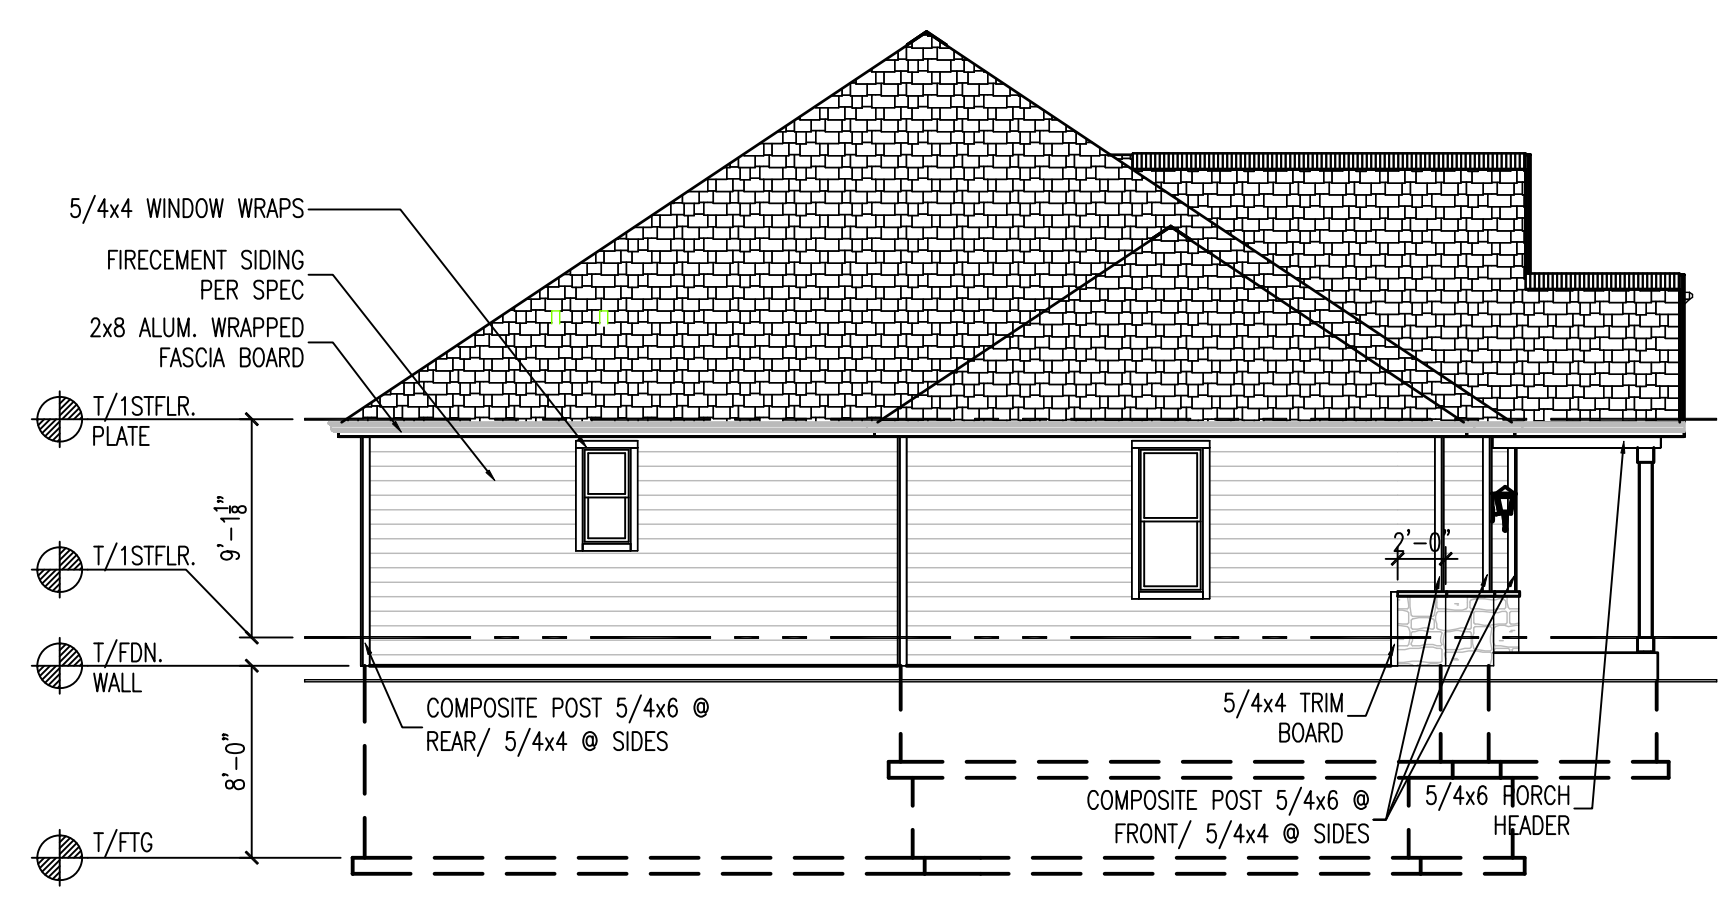 5/4x4 WINDOW WRAPS
FIRECEMENT SIDING
PER SPEC
2x8 ALUM. WRAPPED
FASCIA BOARD
T/1STFLR.
PLATE
9'-1 1/8"
T/1STFLR.
2'-0"
T/FDN.
WALL
COMPOSITE POST 5/4x6 @
REAR/ 5/4x4 @ SIDES
5/4x4 TRIM
BOARD
8'-0"
COMPOSITE POST 5/4x6 @
FRONT/ 5/4x4 @ SIDES
5/4x6 PORCH
HEADER
T/FTG